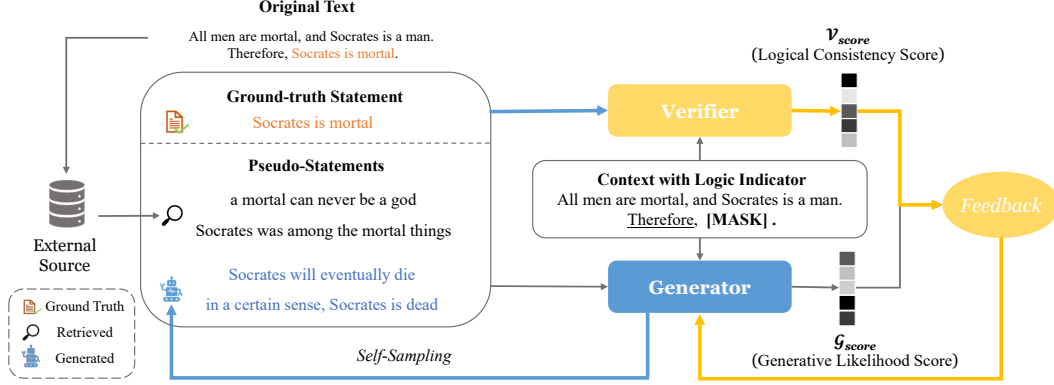 Original Text
All men are mortal, and Socrates is a man.
Therefore, Socrates is mortal.
Ground-truth Statement
Socrates is mortal
Pseudo-Statements
a mortal can never be a god
Socrates was among the mortal things
Socrates will eventually die
in a certain sense, Socrates is dead
External
Source
Ground Truth
Retrieved
Generated
Self-Sampling
Verifier
Context with Logic Indicator
All men are mortal, and Socrates is a man.
Therefore, [MASK] .
Generator
𝒱score
(Logical Consistency Score)
𝒢score
(Generative Likelihood Score)
Feedback